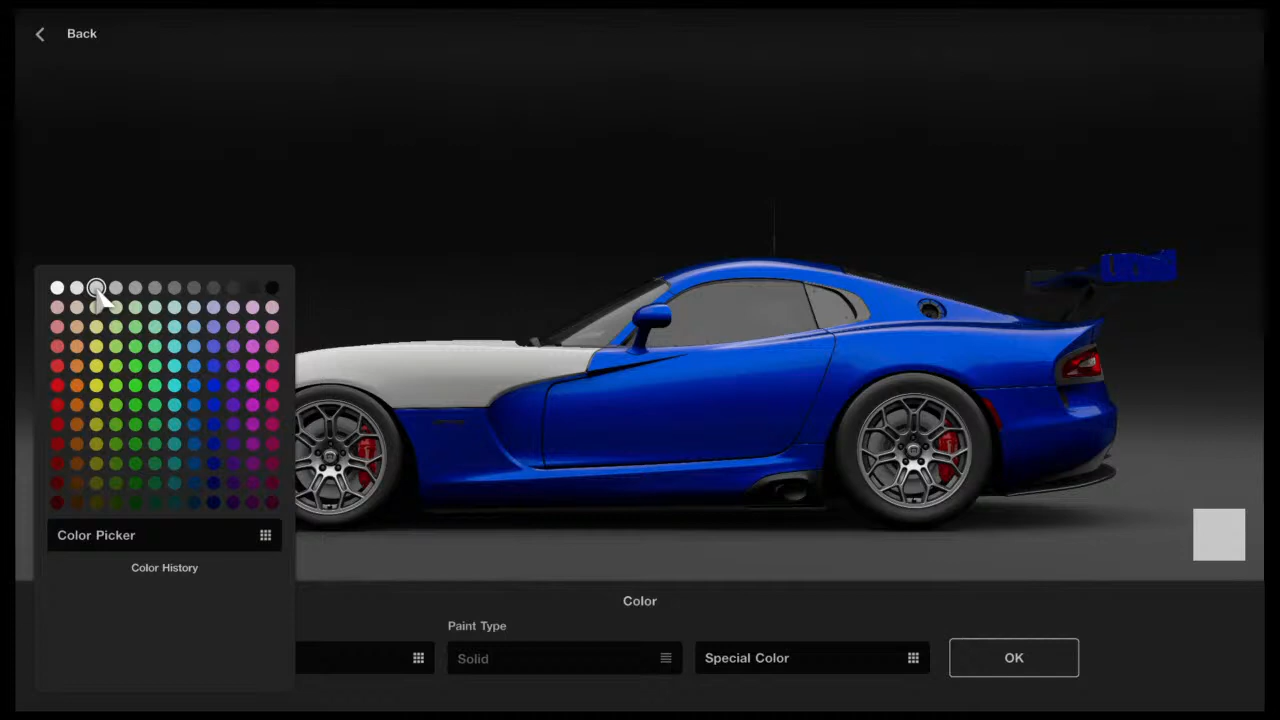 Back
Color Picker
Color History
Color
Paint Type
Solid
Special Color
OK